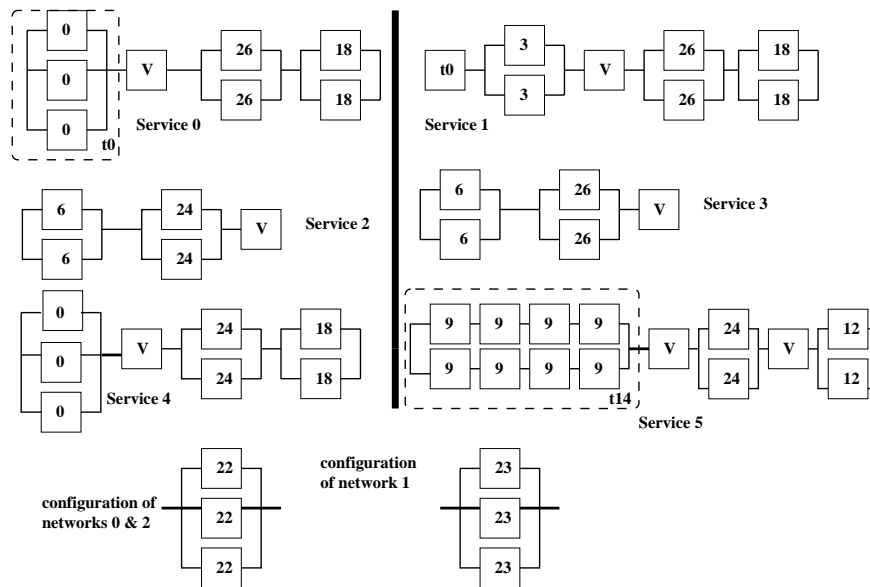 0
0
0
t0
V
26
26
18
18
Service 0
t0
3
3
V
26
26
18
18
Service 1
6
6
24
24
V
Service 2
6
6
26
26
V
Service 3
0
0
0
V
24
24
18
18
Service 4
9 9 9 9
9 9 9 9
t14
V
24
24
V
12
12
Service 5
configuration of
networks 0 & 2
22
22
22
configuration
of network 1
23
23
23